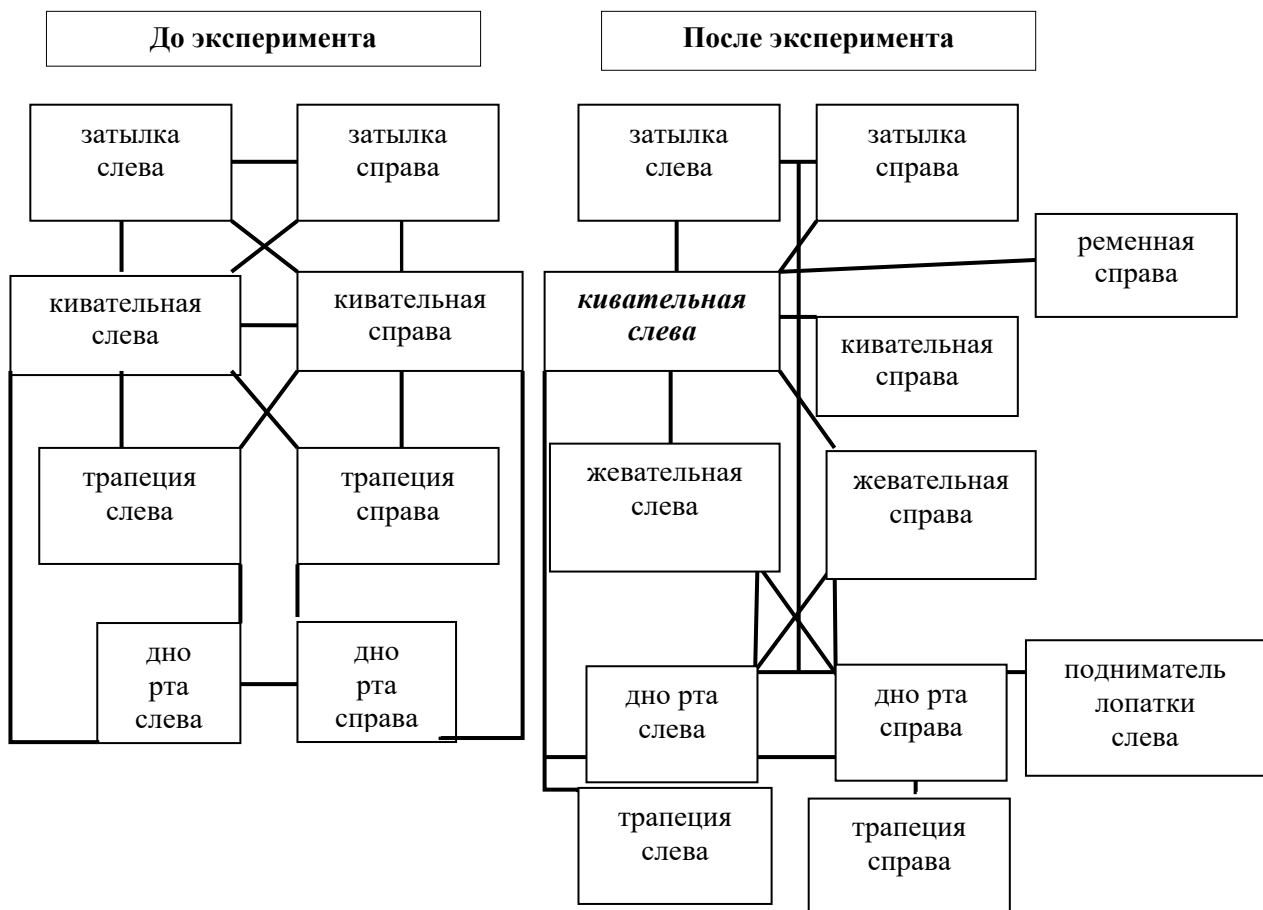 До эксперимента
После эксперимента
затылка
слева
затылка
справа
кивательная
слева
кивательная
справа
трапеция
слева
трапеция
справа
дно
рта
слева
дно
рта
справа
затылка
слева
затылка
справа
ременная
справа
кивательная
слева
кивательная
справа
жевательная
слева
жевательная
справа
дно рта
слева
дно рта
справа
подниматель
лопатки
слева
трапеция
слева
трапеция
справа